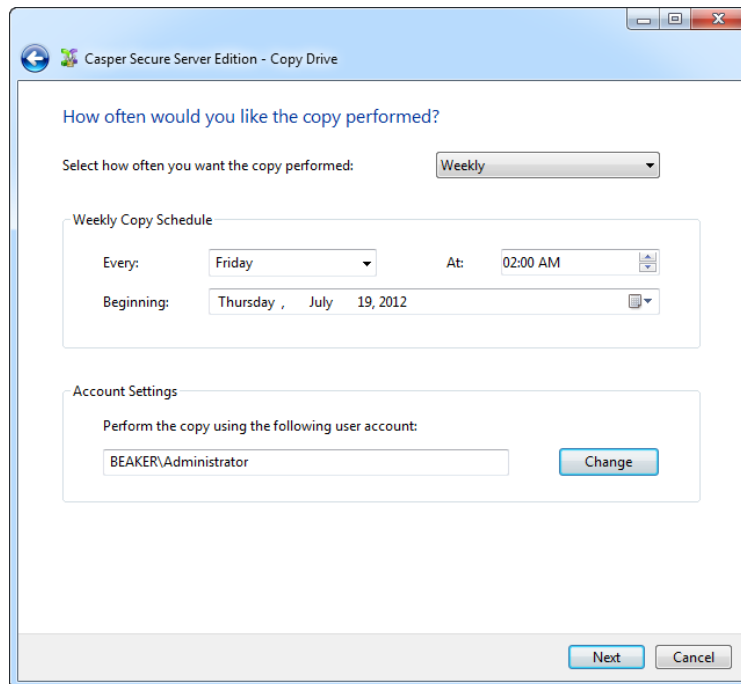 Casper Secure Server Edition - Copy Drive
How often would you like the copy performed?
Select how often you want the copy performed: Weekly
Weekly Copy Schedule
Every: Friday At: 02:00 AM
Beginning: Thursday , July 19, 2012
Account Settings
Perform the copy using the following user account:
BEAKER\Administrator Change
Next Cancel